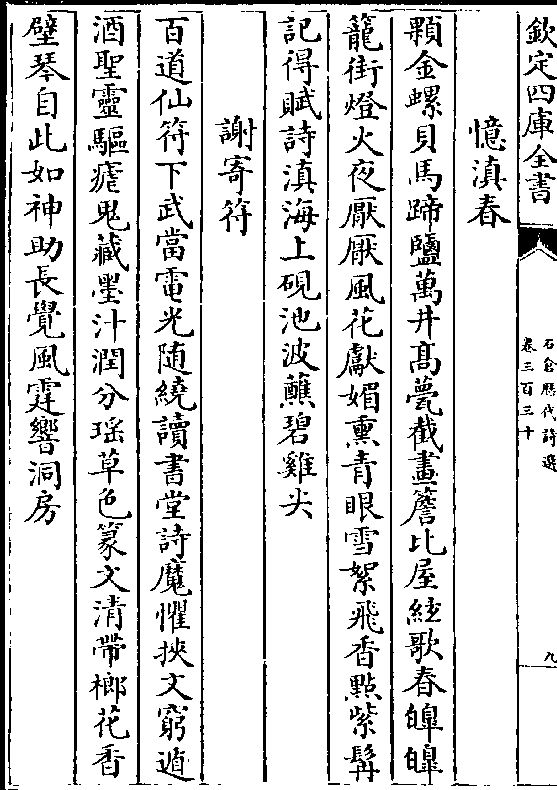 欽定四庫全書
石倉歷代詩選
卷三百三十
九
憶滇春
顆金螺貝馬蹄鹽萬井髙甍截畫簷比屋絃歌春皥皥
籠街燈火夜厭厭風花獻媚熏青眼雪絮飛香㸃紫髯
記得賦詩滇海上硯池波蘸碧雞尖
謝寄符
百道仙符下武當電光随繞讀書堂詩魔懼挾文窮遁
酒聖靈驅瘧鬼藏墨汁潤分瑶草色篆文清帶榔花香
壁琴自此如神助長覺風霆響洞房